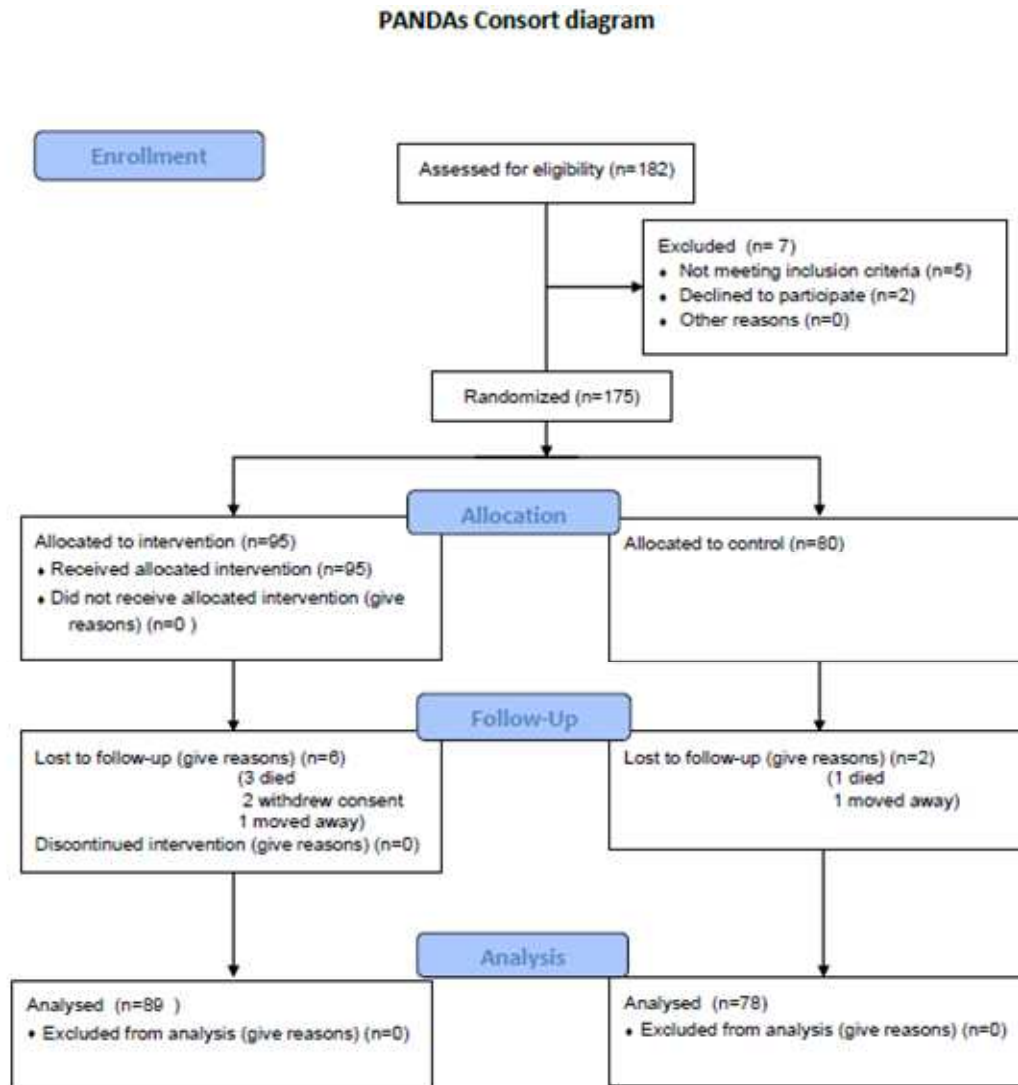 PANDAs Consort diagram
Enrollment
Assessed for eligibility (n=182)
Excluded (n= 7)
♦ Not meeting inclusion criteria (n=5)
♦ Declined to participate (n=2)
♦ Other reasons (n=0)
Randomized (n=175)
Allocation
Allocated to intervention (n=95)
♦ Received allocated intervention (n=95)
♦ Did not receive allocated intervention (give
reasons) (n=0 )
Allocated to control (n=80)
Follow-Up
Lost to follow-up (give reasons) (n=6)
(3 died
2 withdrew consent
1 moved away)
Discontinued intervention (give reasons) (n=0)
Lost to follow-up (give reasons) (n=2)
(1 died
1 moved away)
Analysis
Analysed (n=89 )
♦ Excluded from analysis (give reasons) (n=0)
Analysed (n=78)
♦ Excluded from analysis (give reasons) (n=0)